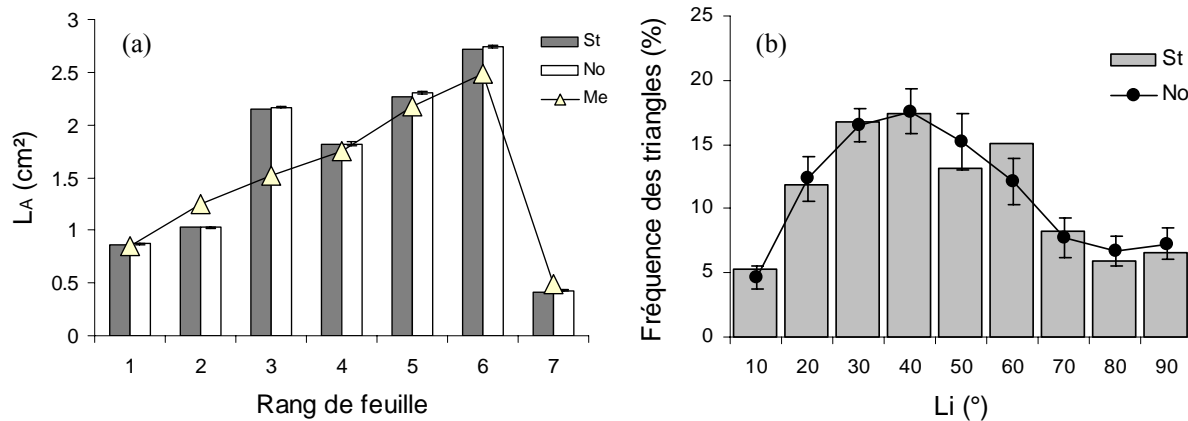 (a)
St
No
Me
LA (cm²)
3
2.5
2
1.5
1
0.5
0
1 2 3 4 5 6 7
Rang de feuille
(b)
St
No
Fréquence des triangles (%)
25
20
15
10
5
0
10 20 30 40 50 60 70 80 90
Li (°)